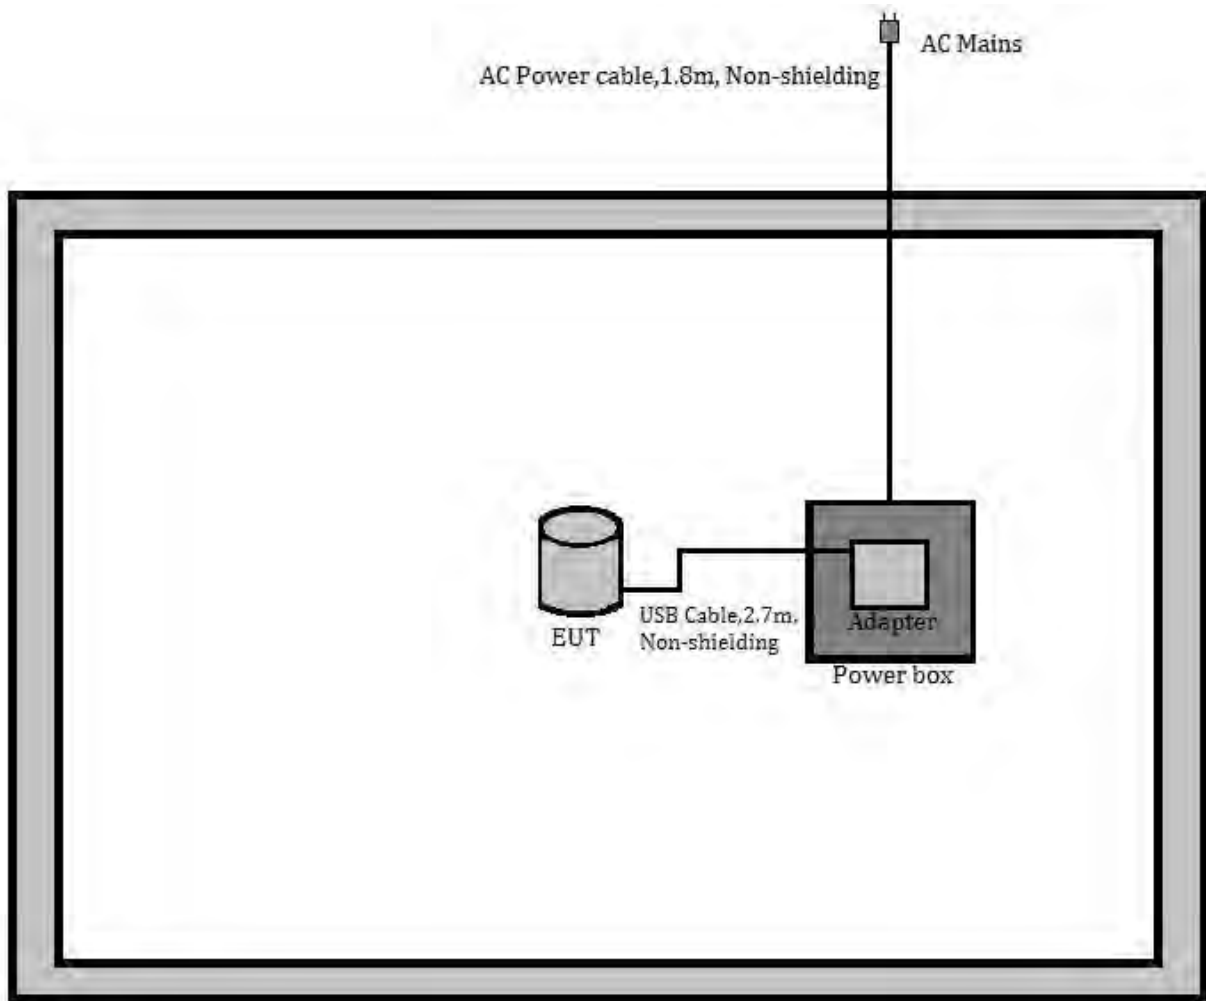 AC Mains
AC Power cable,1.8m, Non-shielding
EUT
USB Cable,2.7m,
Non-shielding
Adapter
Power box